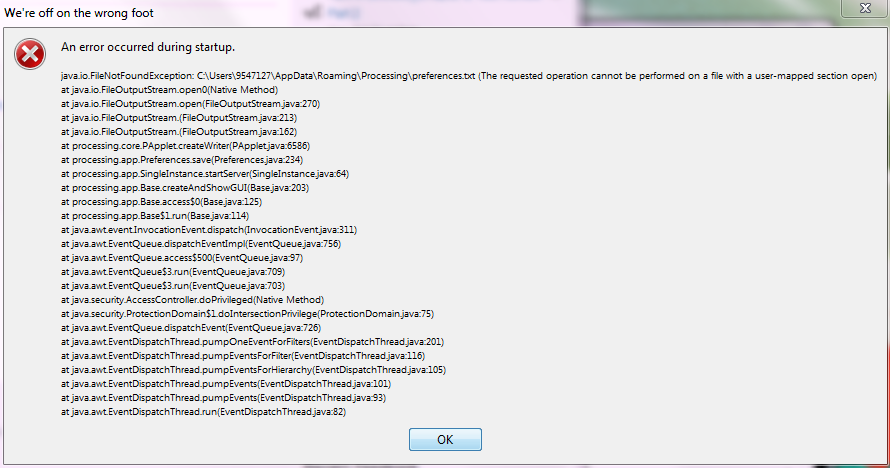 We're off on the wrong foot
An error occurred during startup.
java.io.FileNotFoundException: C:\Users\9547127\AppData\Roaming\Processing\preferences.txt (The requested operation cannot be performed on a file with a user-mapped section open)
at java.io.FileOutputStream.open0(Native Method)
at java.io.FileOutputStream.open(FileOutputStream.java:270)
at java.io.FileOutputStream.(FileOutputStream.java:213)
at java.io.FileOutputStream.(FileOutputStream.java:162)
at processing.core.PApplet.createWriter(PApplet.java:6586)
at processing.app.Preferences.save(Preferences.java:234)
at processing.app.SingleInstance.startServer(SingleInstance.java:64)
at processing.app.Base.createAndShowGUI(Base.java:203)
at processing.app.Base.access$0(Base.java:125)
at processing.app.Base$1.run(Base.java:114)
at java.awt.event.InvocationEvent.dispatch(InvocationEvent.java:311)
at java.awt.EventQueue.dispatchEventImpl(EventQueue.java:756)
at java.awt.EventQueue.access$500(EventQueue.java:97)
at java.awt.EventQueue$3.run(EventQueue.java:709)
at java.awt.EventQueue$3.run(EventQueue.java:703)
at java.security.AccessController.doPrivileged(Native Method)
at java.security.ProtectionDomain$1.doIntersectionPrivilege(ProtectionDomain.java:75)
at java.awt.EventQueue.dispatchEvent(EventQueue.java:726)
at java.awt.EventDispatchThread.pumpOneEventForFilters(EventDispatchThread.java:201)
at java.awt.EventDispatchThread.pumpEventsForFilter(EventDispatchThread.java:116)
at java.awt.EventDispatchThread.pumpEventsForHierarchy(EventDispatchThread.java:105)
at java.awt.EventDispatchThread.pumpEvents(EventDispatchThread.java:101)
at java.awt.EventDispatchThread.pumpEvents(EventDispatchThread.java:93)
at java.awt.EventDispatchThread.run(EventDispatchThread.java:82)
OK